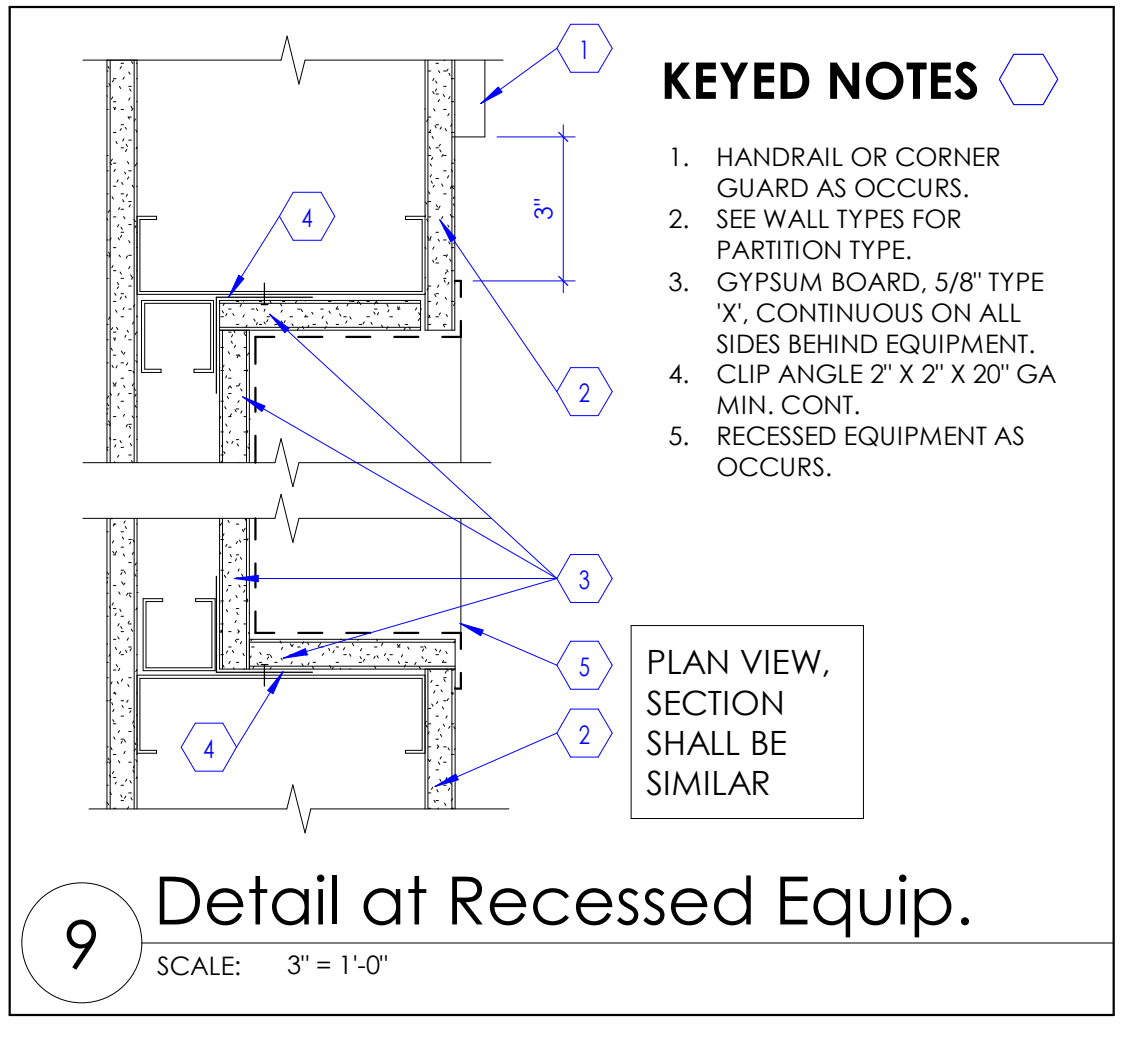 1
KEYED NOTES
1. HANDRAIL OR CORNER
GUARD AS OCCURS.
2. SEE WALL TYPES FOR
PARTITION TYPE.
3. GYPSUM BOARD, 5/8" TYPE
'X', CONTINUOUS ON ALL
SIDES BEHIND EQUIPMENT.
4. CLIP ANGLE 2" X 2" X 20" GA
MIN. CONT.
5. RECESSED EQUIPMENT AS
OCCURS.
4
3"
2
3
5
2
4
PLAN VIEW,
SECTION
SHALL BE
SIMILAR
9
Detail at Recessed Equip.
SCALE: 3" = 1'-0"